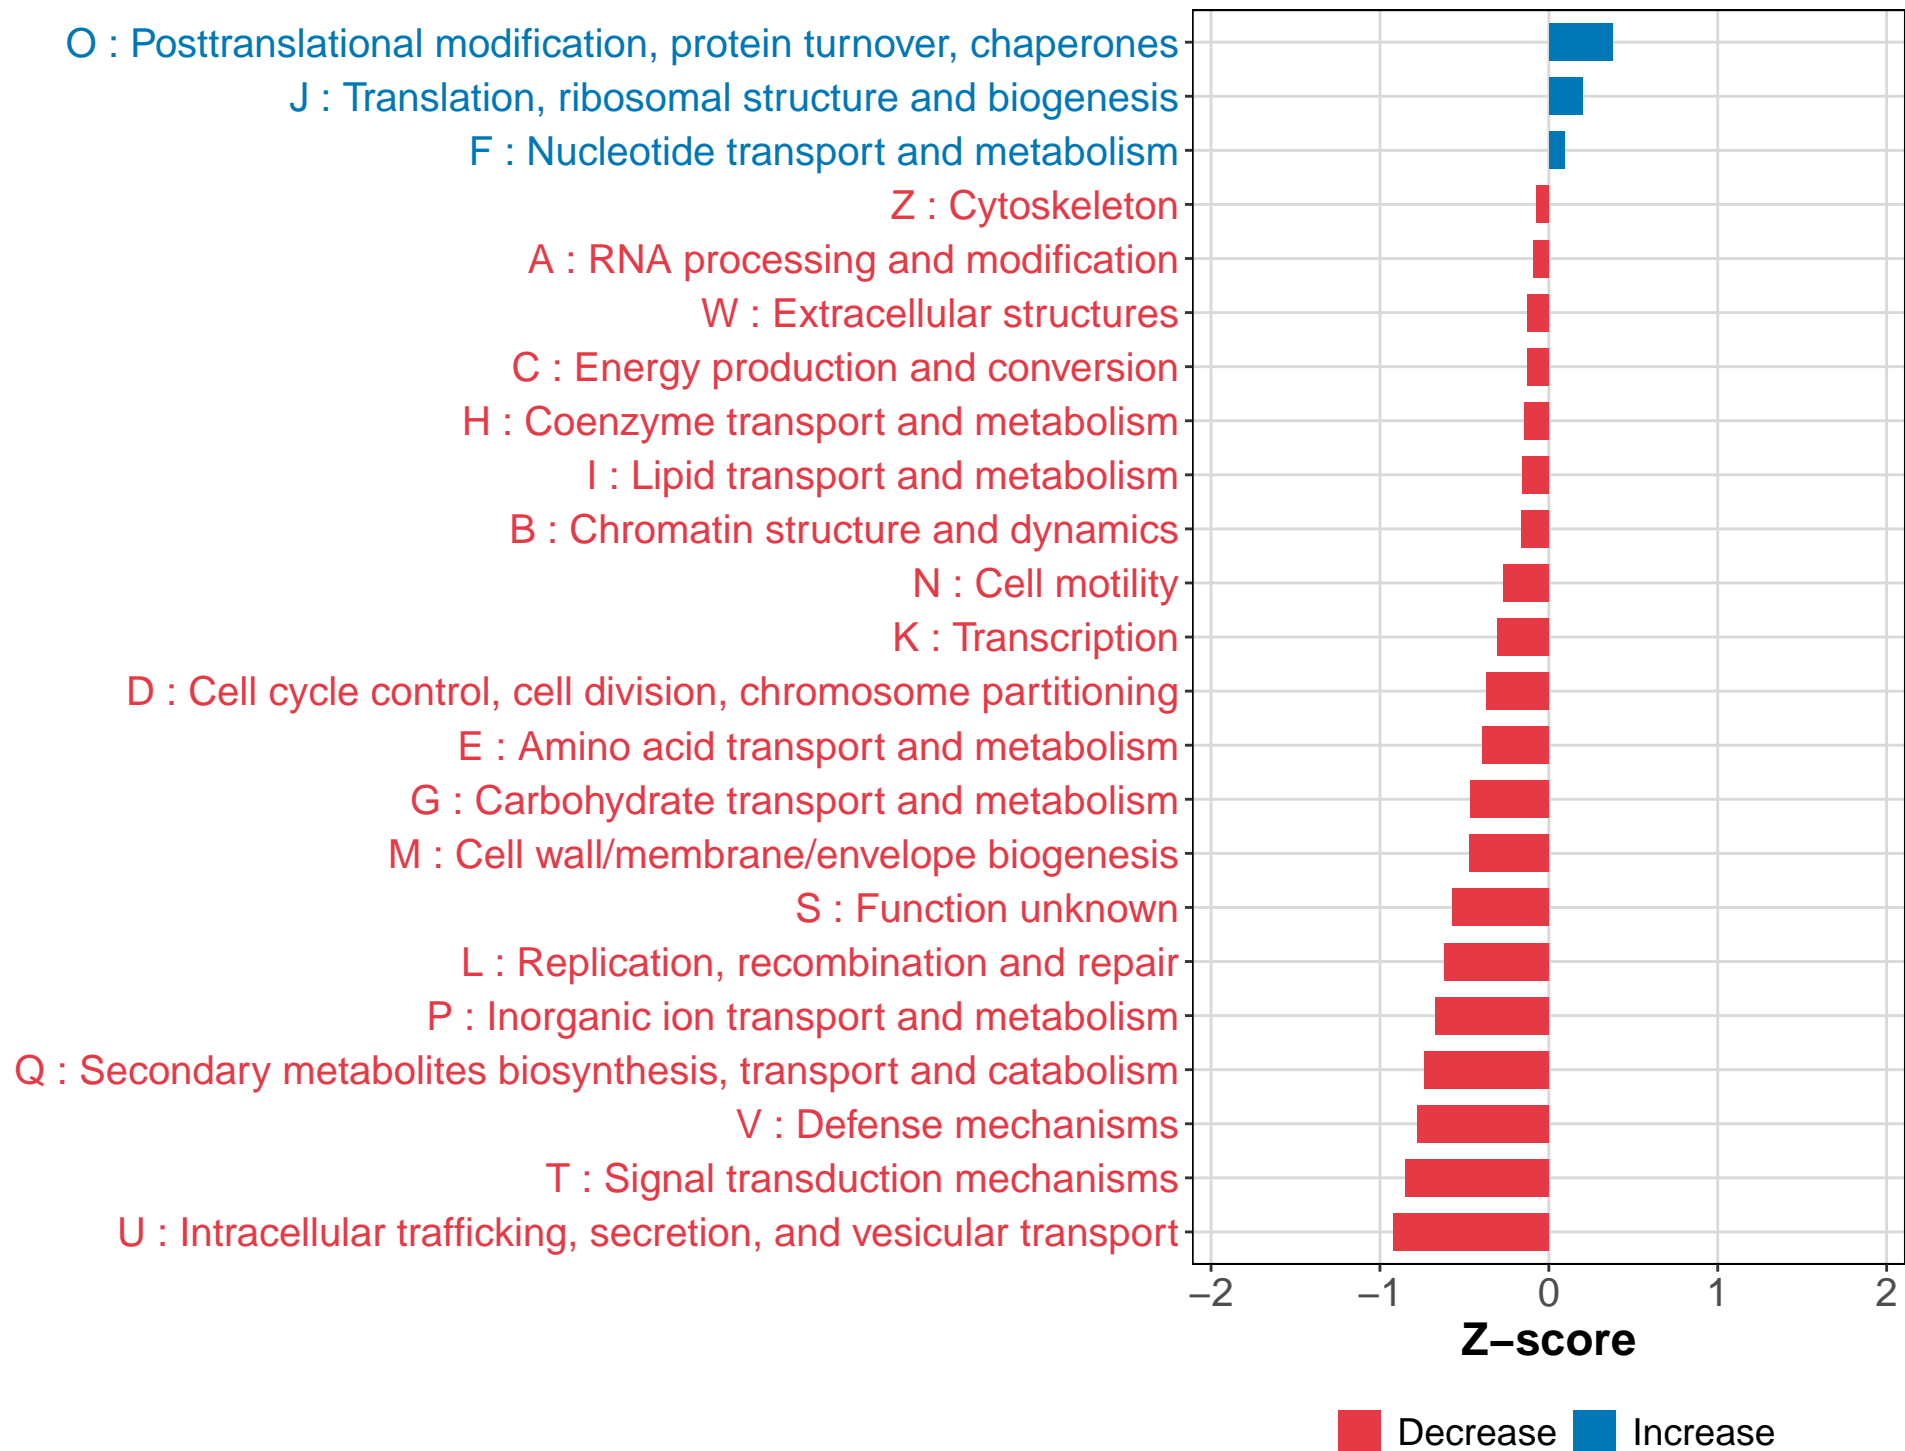 O : Posttranslational modification, protein turnover, chaperones
J : Translation, ribosomal structure and biogenesis
F : Nucleotide transport and metabolism
Z : Cytoskeleton
A : RNA processing and modification
W : Extracellular structures
C : Energy production and conversion
H : Coenzyme transport and metabolism
I : Lipid transport and metabolism
B : Chromatin structure and dynamics
N : Cell motility
K : Transcription
D : Cell cycle control, cell division, chromosome partitioning
E : Amino acid transport and metabolism
G : Carbohydrate transport and metabolism
M : Cell wall/membrane/envelope biogenesis
S : Function unknown
L : Replication, recombination and repair
P : Inorganic ion transport and metabolism
Q : Secondary metabolites biosynthesis, transport and catabolism
V : Defense mechanisms
T : Signal transduction mechanisms
U : Intracellular trafficking, secretion, and vesicular transport
−2 −1 0 1 2
Z−score
Decrease Increase